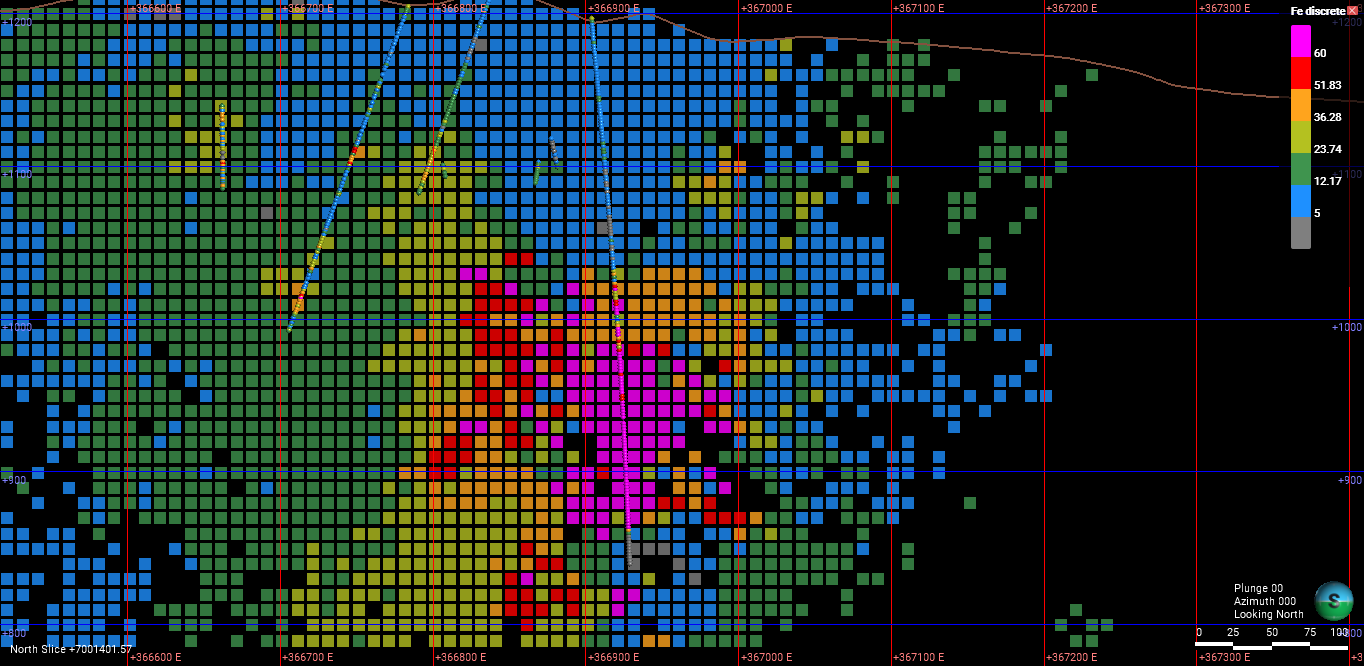 +366600 E
+366700 E
+366800 E
+366900 E
+367000 E
+367100 E
+367200 E
+367300 E
Fe discrete
+1200
+1200
60
51.83
36.28
23.74
12.17
5
+1100
+1100
+1000
+1000
+900
+900
Plunge 00
Azimuth 000
Looking North
S
+800
+800
0 25 50 75 100
North Slice +7001401.57
+366600 E
+366700 E
+366800 E
+366900 E
+367000 E
+367100 E
+367200 E
+367300 E